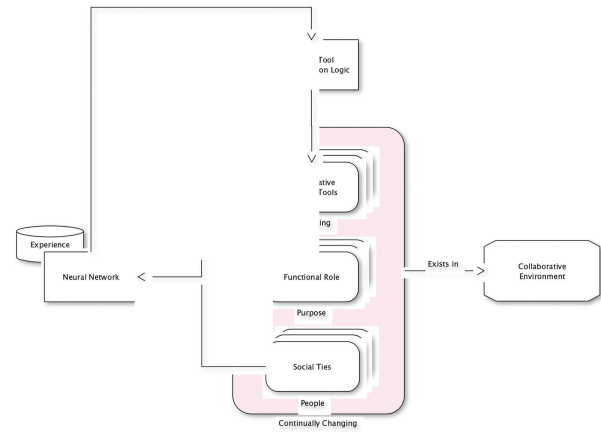 Tool
on Logic
ative
Tools
ing
Experience
Neural Network
Functional Role
Exists in
Collaborative
Environment
Purpose
Social Ties
People
Continually Changing